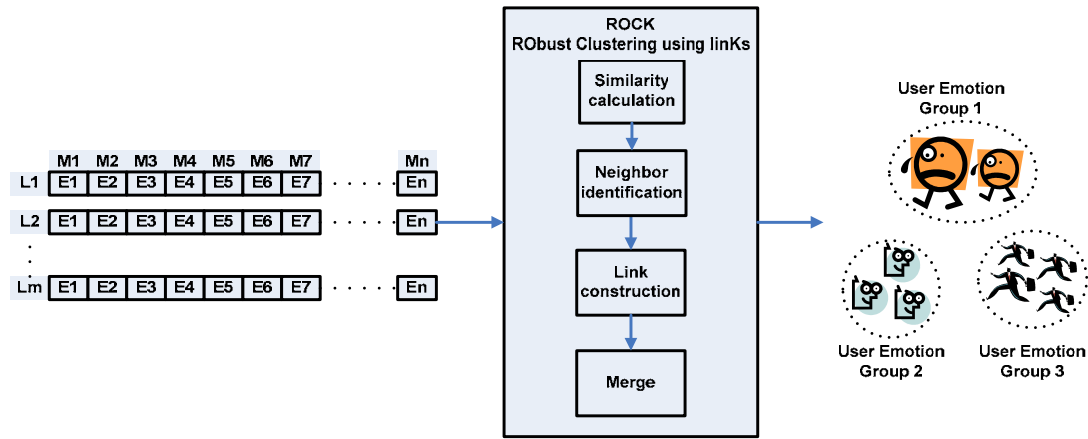 M1 M2 M3 M4 M5 M6 M7 Mn
L1 E1 E2 E3 E4 E5 E6 E7 . . . . . . En
L2 E1 E2 E3 E4 E5 E6 E7 . . . . . . En
Lm E1 E2 E3 E4 E5 E6 E7 . . . . . . En
ROCK
RObust Clustering using linKs
Similarity
calculation
Neighbor
identification
Link
construction
Merge
User Emotion
Group 1
User Emotion
Group 2
User Emotion
Group 3